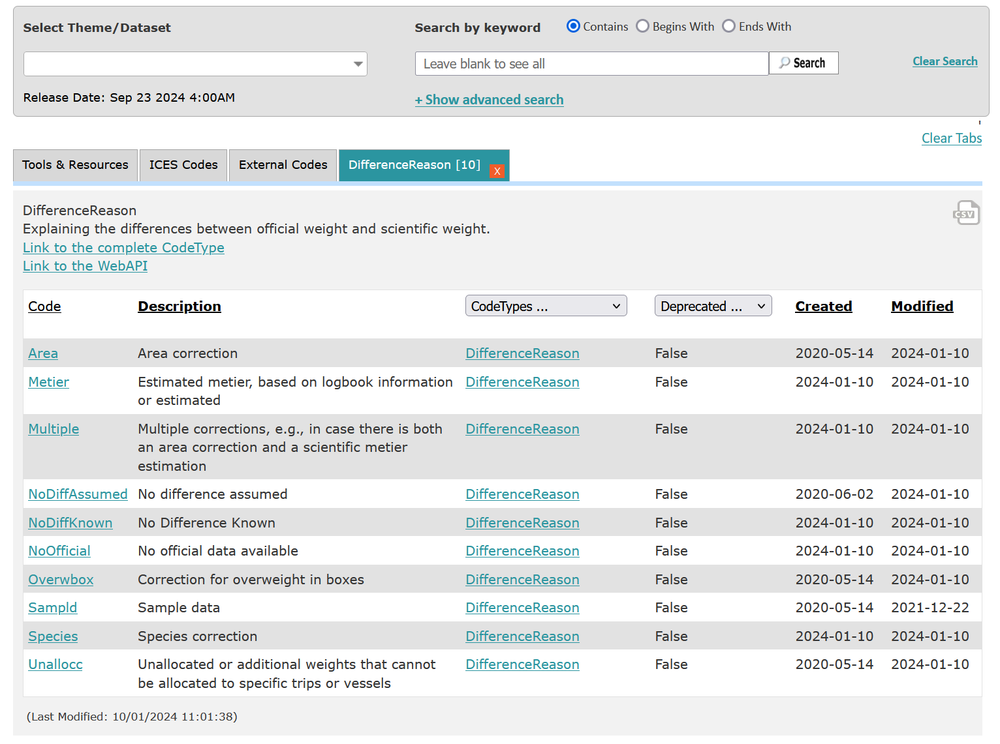 Select Theme/Dataset
Search by keyword
Contains
Begins With
Ends With
Leave blank to see all
Search
Clear Search
Release Date: Sep 23 2024 4:00AM
+ Show advanced search
'
Clear Tabs
Tools & Resources
ICES Codes
External Codes
DifferenceReason [10]
X
DifferenceReason
CSV
Explaining the differences between official weight and scientific weight.
Link to the complete CodeType
Link to the WebAPI
Code Description CodeTypes ... Deprecated ... Created Modified
Area Area correction DifferenceReason False 2020-05-14 2024-01-10
Metier Estimated metier, based on logbook information DifferenceReason False 2024-01-10 2024-01-10
or estimated
Multiple Multiple corrections, e.g., in case there is both DifferenceReason False 2024-01-10 2024-01-10
an area correction and a scientific metier
estimation
NoDiffAssumed No difference assumed DifferenceReason False 2020-06-02 2024-01-10
NoDiffKnown No Difference Known DifferenceReason False 2024-01-10 2024-01-10
NoOfficial No official data available DifferenceReason False 2024-01-10 2024-01-10
Overwbox Correction for overweight in boxes DifferenceReason False 2020-05-14 2024-01-10
Sampld Sample data DifferenceReason False 2020-05-14 2021-12-22
Species Species correction DifferenceReason False 2024-01-10 2024-01-10
Unallocc Unallocated or additional weights that cannot DifferenceReason False 2020-05-14 2024-01-10
be allocated to specific trips or vessels
(Last Modified: 10/01/2024 11:01:38)